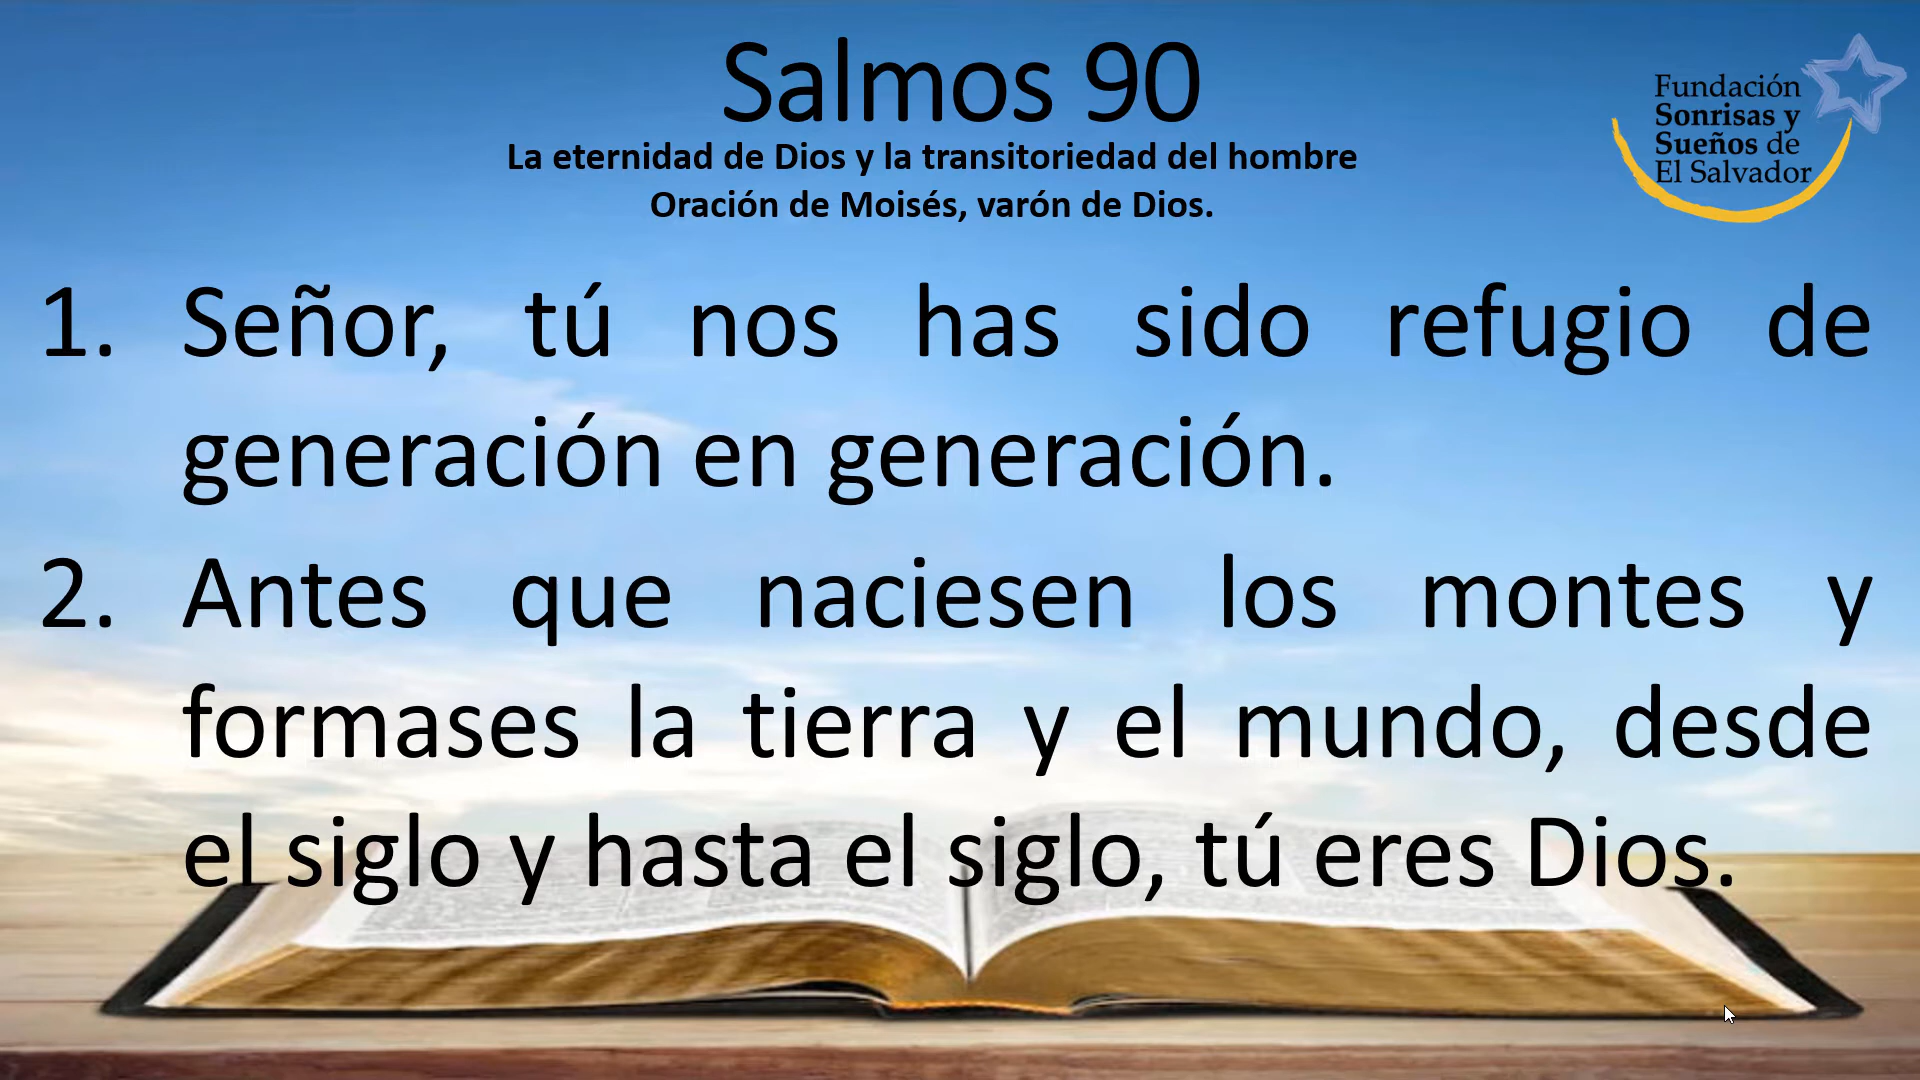 Salmos 90
La eternidad de Dios y la transitoriedad del hombre
Oración de Moisés, varón de Dios.
Fundación
Sonrisas y
Sueños de
El Salvador
1. Señor, tú nos has sido refugio de
generación en generación.
2. Antes que naciesen los montes y
formases la tierra y el mundo, desde
el siglo y hasta el siglo, tú eres Dios.